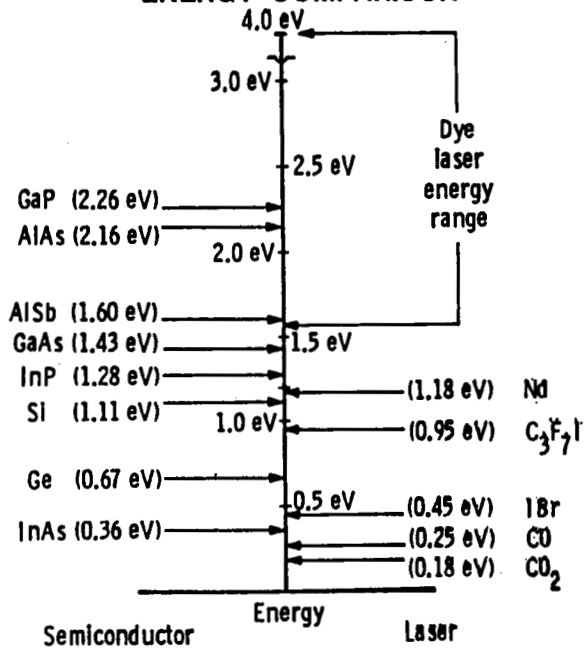 ENERGY COMPARISON
4.0 eV
3.0 eV
2.5 eV
2.0 eV
1.5 eV
1.0 eV
0.5 eV
Dye
laser
energy
range
GaP (2.26 eV)
AlAs (2.16 eV)
AlSb (1.60 eV)
GaAs (1.43 eV)
InP (1.28 eV)
Si (1.11 eV)
Ge (0.67 eV)
InAs (0.36 eV)
(1.18 eV) Nd
(0.95 eV) C₃F₇I
(0.45 eV) IBr
(0.25 eV) CO
(0.18 eV) CO₂
Energy
Semiconductor
Laser